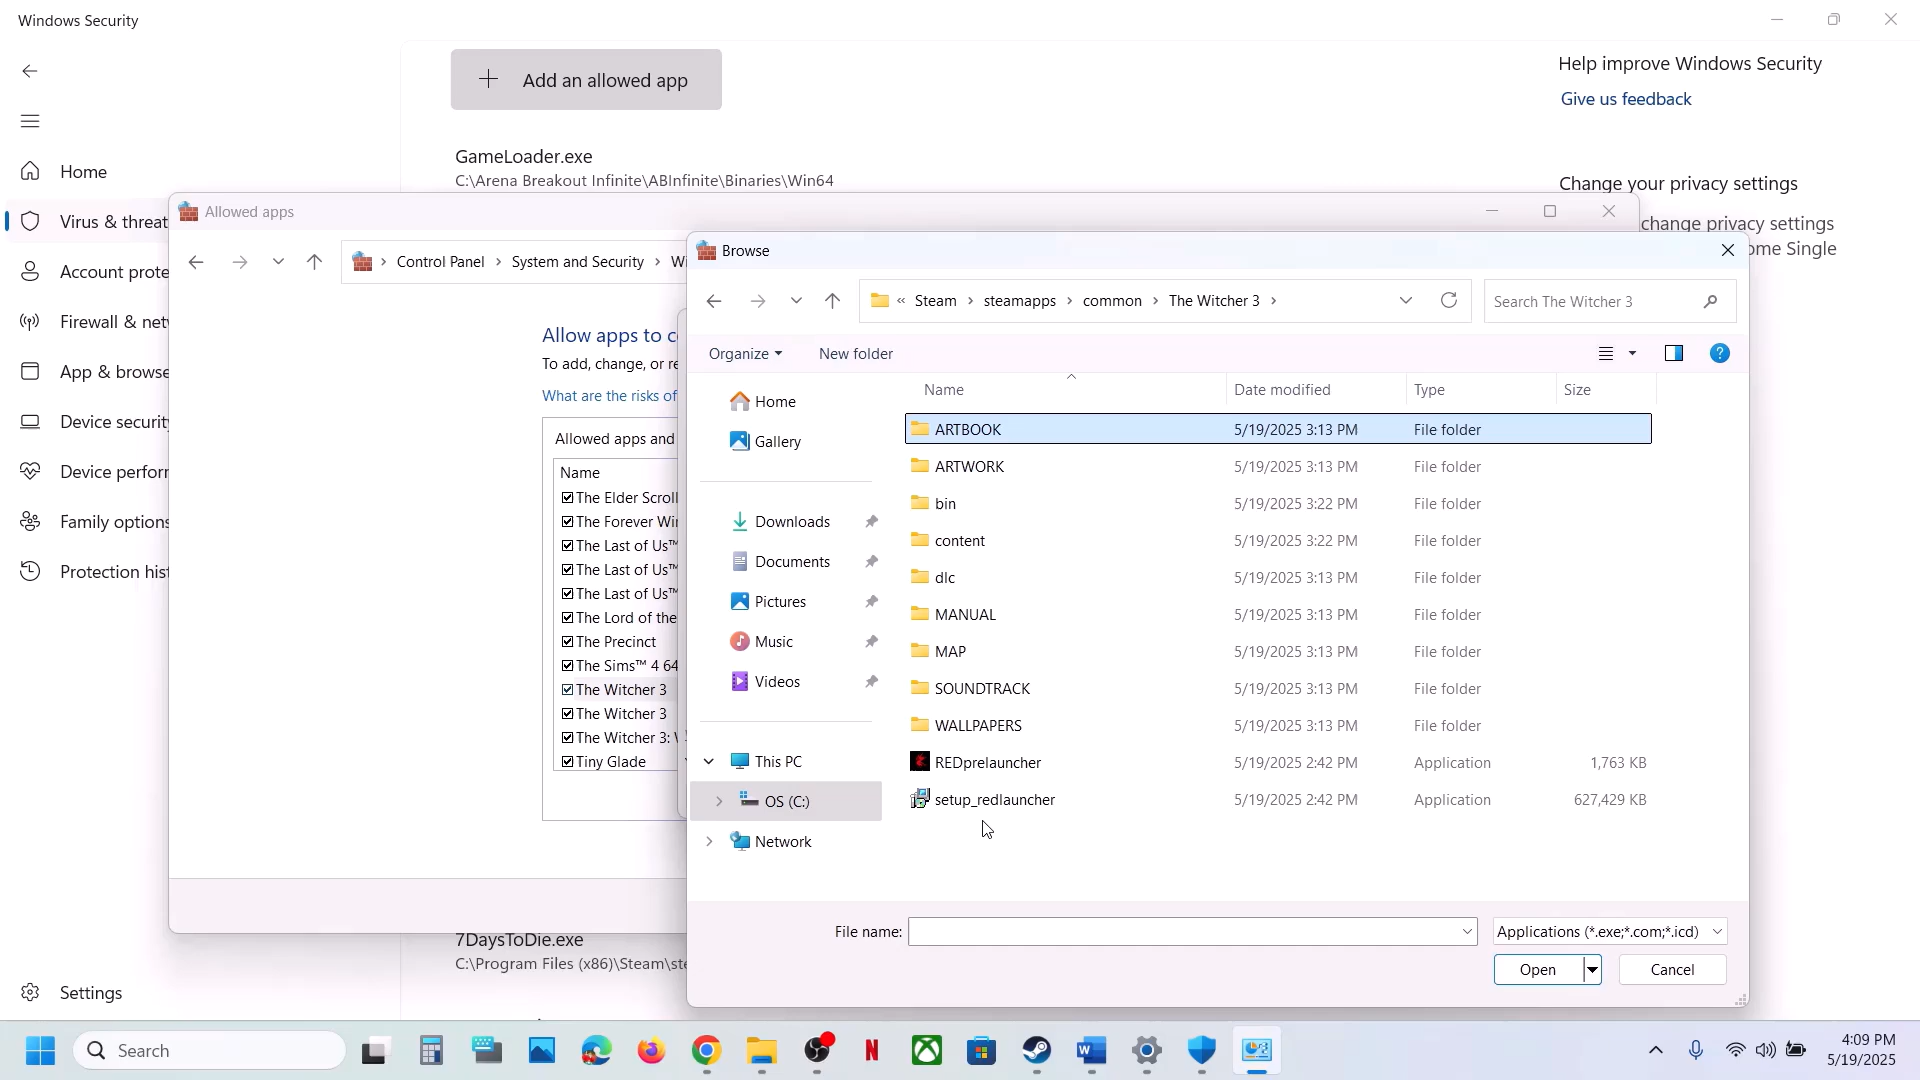 Windows Security
Add an allowed app
Help improve Windows Security
Give us feedback
Home
GameLoader.exe
C:\Arena Breakout Infinite\ABInfinite\Binaries\Win64
Change your privacy settings
Virus & threat
Allowed apps
change privacy settings
Browse
Account prote
Control Panel
System and Security
Steam
steamapps
common
The Witcher 3
Search The Witcher 3
Firewall & net
Allow apps to c
To add, change, or re
Organize
New folder
App & browse
What are the risks of
Name
Date modified
Type
Size
Home
Device security
Allowed apps and
Gallery
ARTBOOK 5/19/2025 3:13 PM File folder
Device perfor
Name
ARTWORK 5/19/2025 3:13 PM File folder
The Elder Scroll
bin 5/19/2025 3:22 PM File folder
Family options
The Forever Wi
Downloads
The Last of Us™
content 5/19/2025 3:22 PM File folder
The Last of Us™
Documents
Protection hist
The Last of Us™
dlc 5/19/2025 3:13 PM File folder
The Lord of the
Pictures
MANUAL 5/19/2025 3:13 PM File folder
The Precinct
Music
MAP 5/19/2025 3:13 PM File folder
The Sims™ 4 64
The Witcher 3
Videos
SOUNDTRACK 5/19/2025 3:13 PM File folder
The Witcher 3
WALLPAPERS 5/19/2025 3:13 PM File folder
The Witcher 3:
Tiny Glade
This PC
REDprelauncher 5/19/2025 2:42 PM Application 1,763 KB
OS (C:)
setup_redlauncher 5/19/2025 2:42 PM Application 627,429 KB
Network
7DaysToDie.exe
C:\Program Files (x86)\Steam\ste
File name:
Applications (*.exe;*.com;*.icd)
Open
Cancel
Settings
Search
4:09 PM
5/19/2025